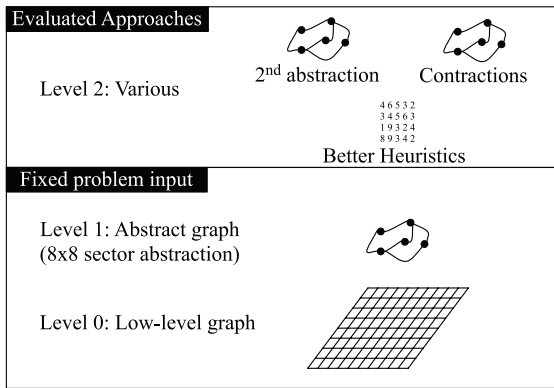 Evaluated Approaches
Level 2: Various
2nd abstraction
Contractions
4 6 5 3 2
3 4 5 6 3
1 9 3 2 4
8 9 3 4 2
Better Heuristics
Fixed problem input
Level 1: Abstract graph
(8x8 sector abstraction)
Level 0: Low-level graph